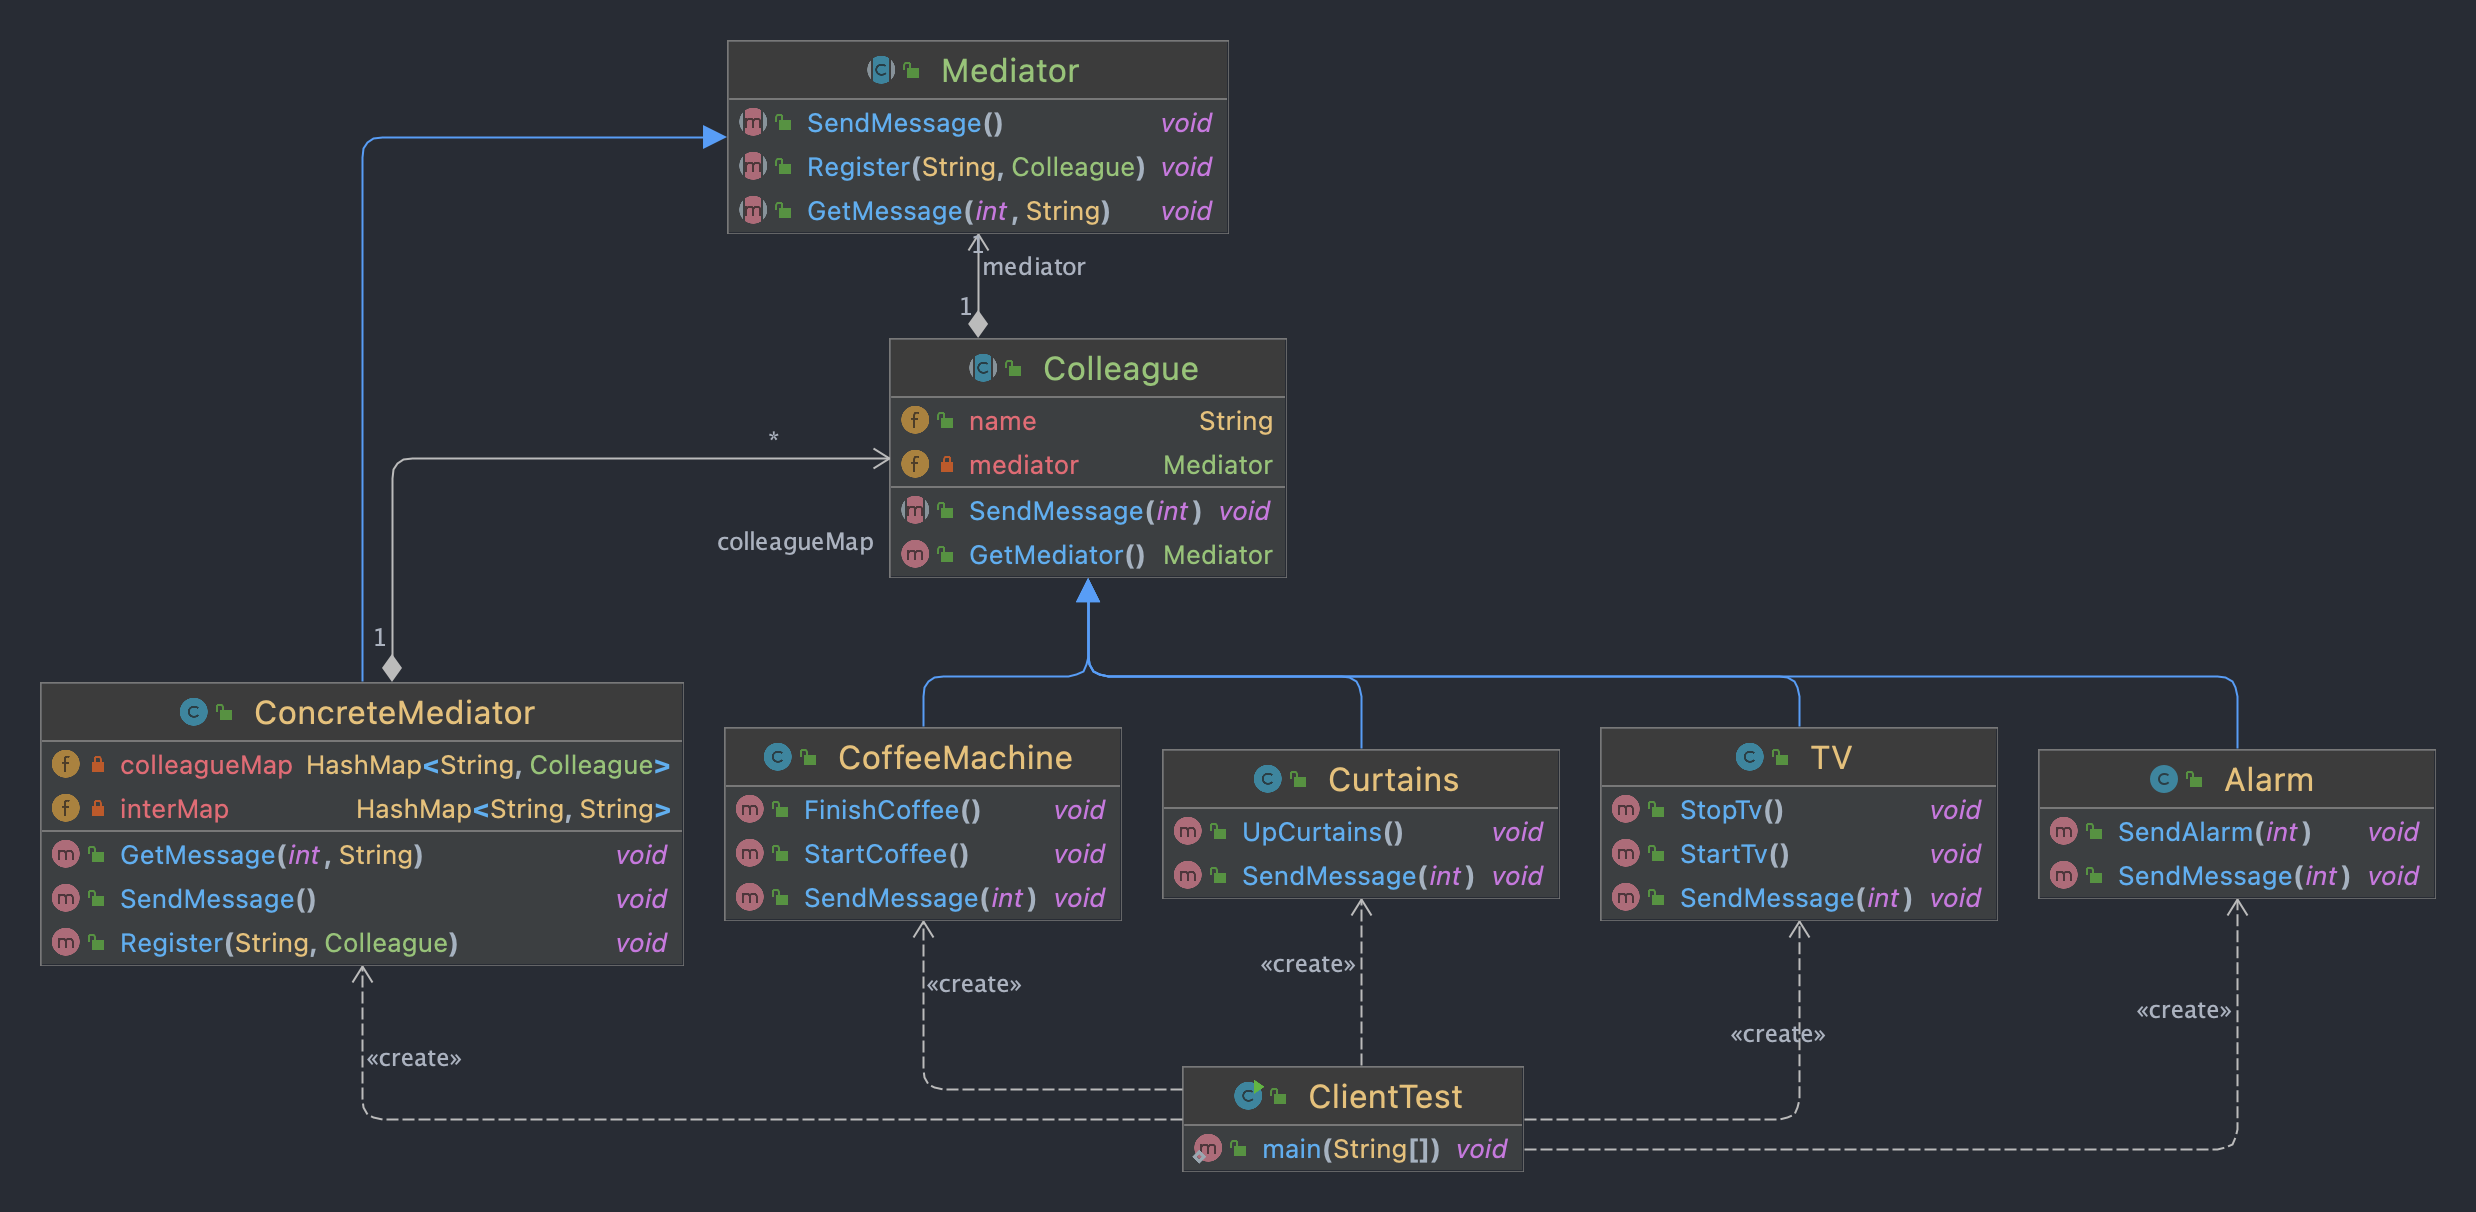 Mediator
SendMessage() void
Register(String, Colleague) void
GetMessage(int, String) void
1
mediator
1
Colleague
name String
mediator Mediator
SendMessage(int) void
GetMediator() Mediator
*
colleagueMap
1
ConcreteMediator
colleagueMap HashMap<String, Colleague>
interMap HashMap<String, String>
GetMessage(int, String) void
SendMessage() void
Register(String, Colleague) void
CoffeeMachine
FinishCoffee() void
StartCoffee() void
SendMessage(int) void
Curtains
UpCurtains() void
SendMessage(int) void
TV
StopTv() void
StartTv() void
SendMessage(int) void
Alarm
SendAlarm(int) void
SendMessage(int) void
«create»
«create»
«create»
«create»
«create»
ClientTest
main(String[]) void